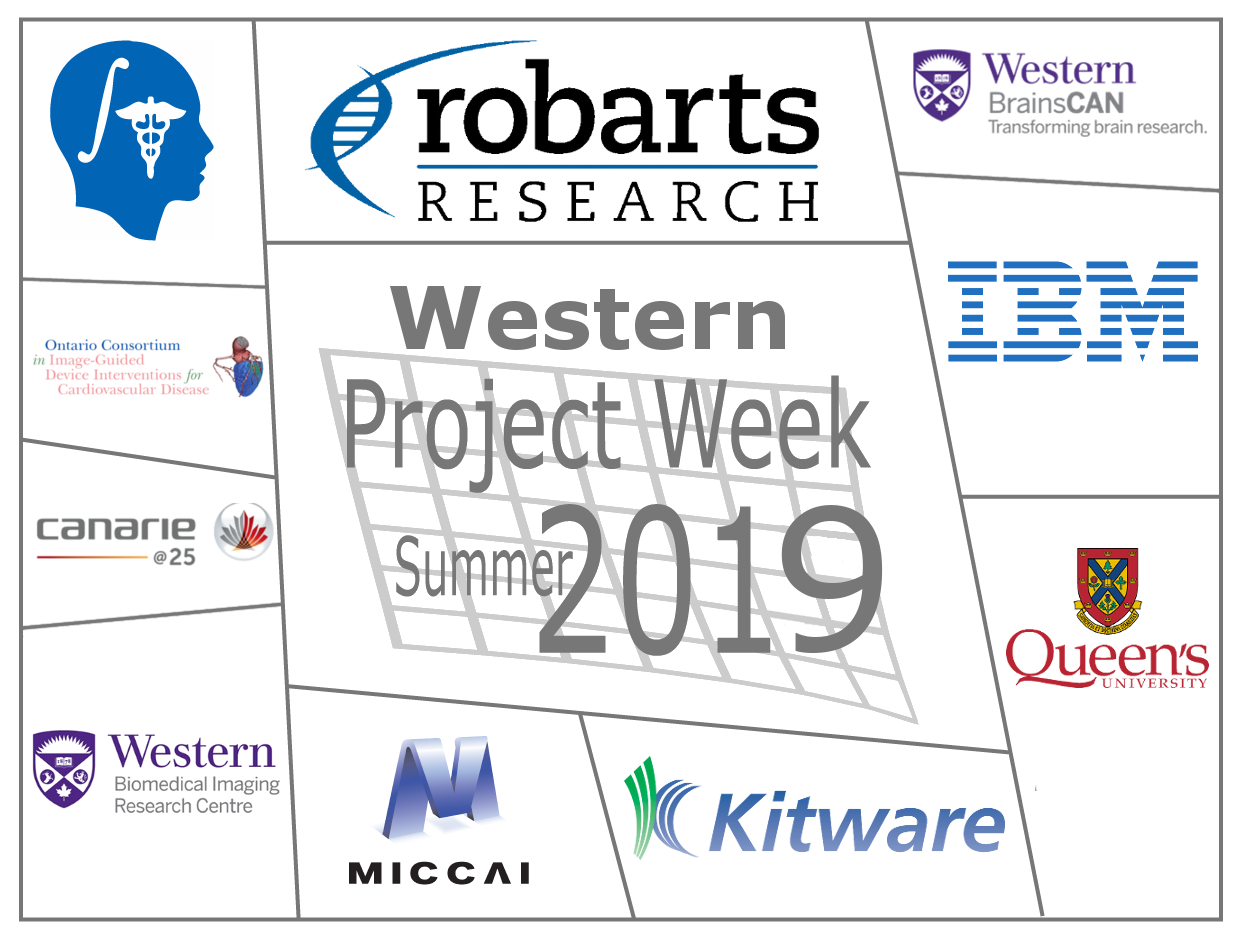 robarts
RESEARCH
Western
BrainsCAN
Transforming brain research.
IBM
Ontario Consortium
in Image-Guided
Device Interventions for
Cardiovascular Disease
Western
Project Week
Summer 2019
canarie
@25
Queen's
UNIVERSITY
Western
Biomedical Imaging
Research Centre
MICCAI
Kitware